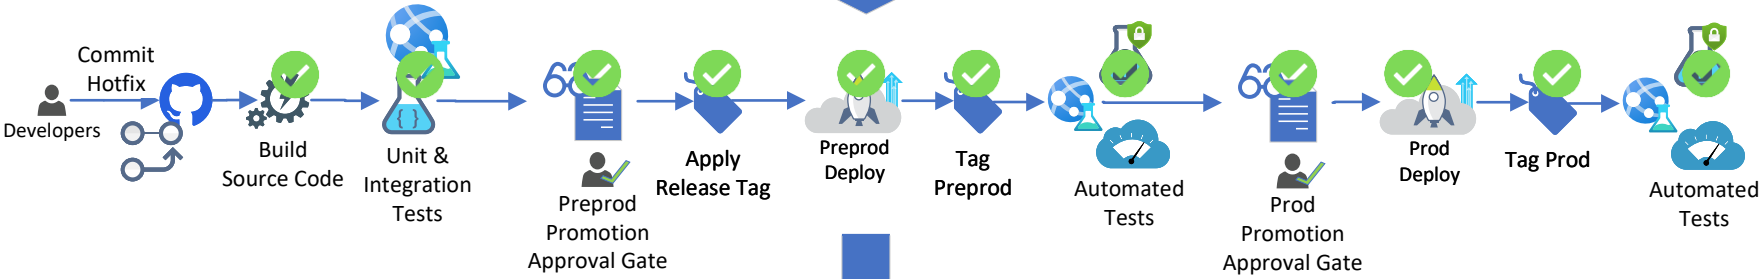 Commit
Hotfix
Developers
Build
Source Code
{ }
Unit &
Integration
Tests
Preprod
Promotion
Approval Gate
Apply
Release Tag
Preprod
Deploy
Tag
Preprod
Automated
Tests
Prod
Promotion
Approval Gate
Prod
Deploy
Tag Prod
Automated
Tests